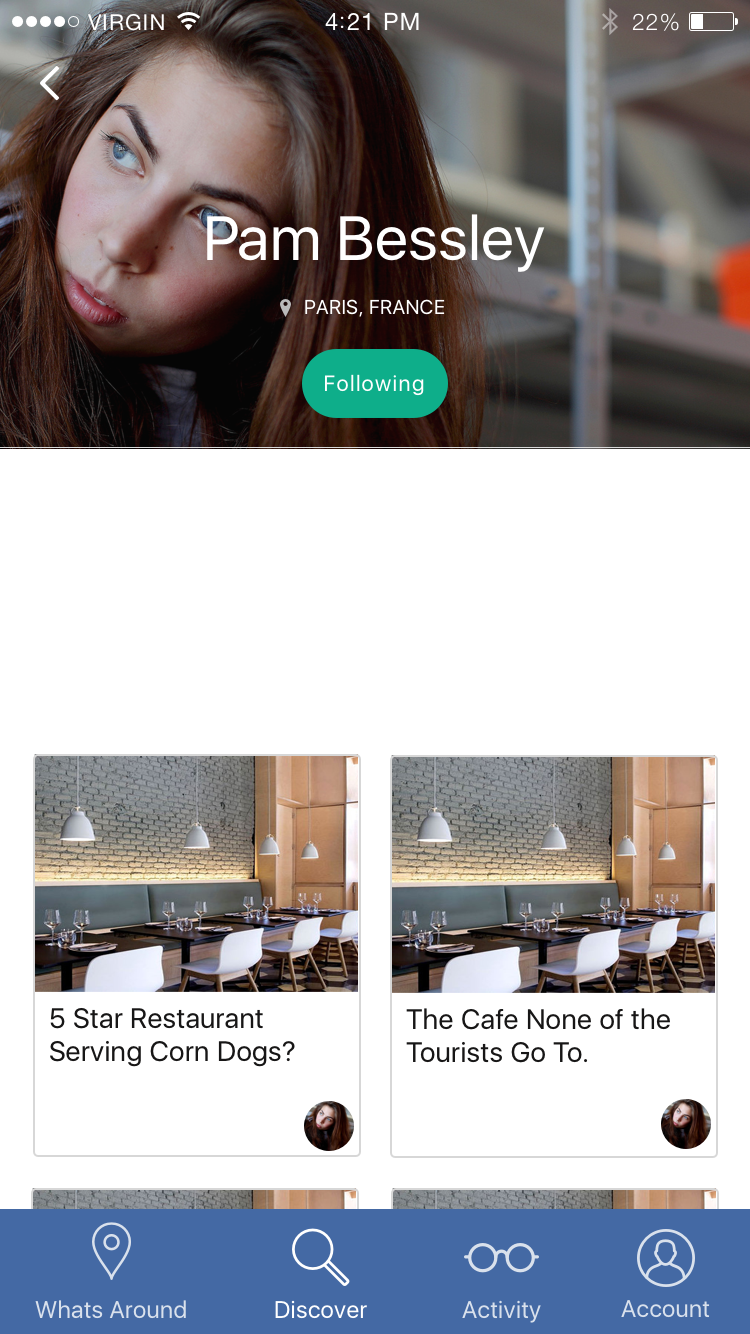 VIRGIN 4:21 PM 22%
Pam Bessley
PARIS, FRANCE
Following
5 Star Restaurant
Serving Corn Dogs?
The Cafe None of the
Tourists Go To.
Whats Around Discover Activity Account